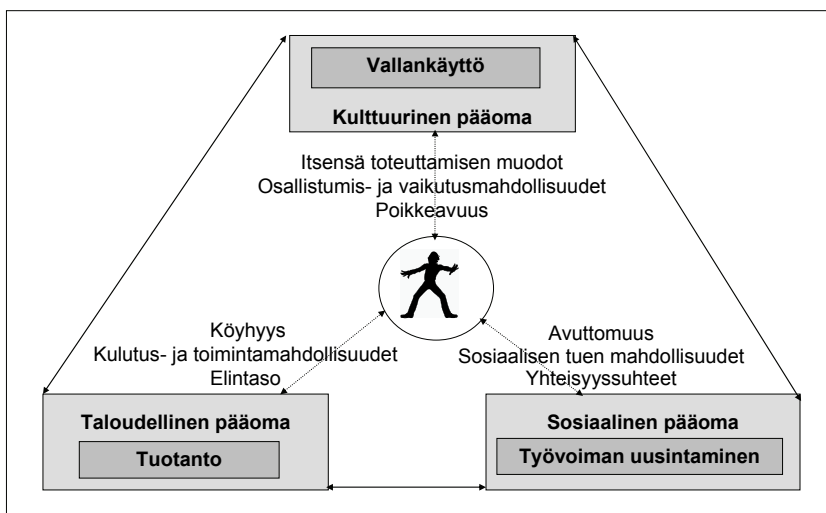 Vallankäyttö
Kulttuurinen pääoma
Itsensä toteuttamisen muodot
Osallistumis- ja vaikutusmahdollisuudet
Poikkeavuus
Köyhyys
Kulutus- ja toimintamahdollisuudet
Elintaso
Avuttomuus
Sosiaalisen tuen mahdollisuudet
Yhteisyyssuhteet
Taloudellinen pääoma
Tuotanto
Sosiaalinen pääoma
Työvoiman uusintaminen